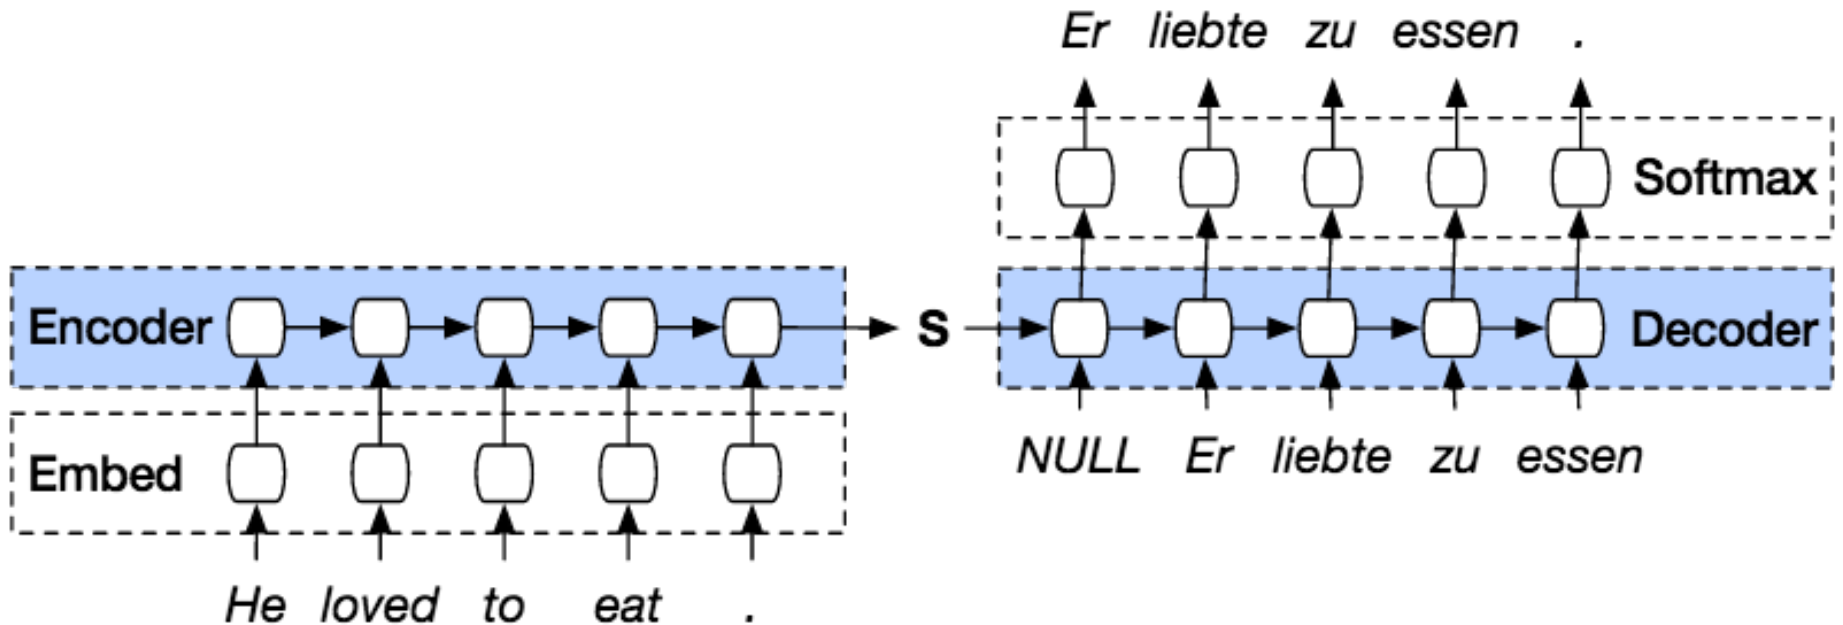 Er liebte zu essen .
Softmax
Encoder
S
Decoder
Embed
NULL Er liebte zu essen
He loved to eat .